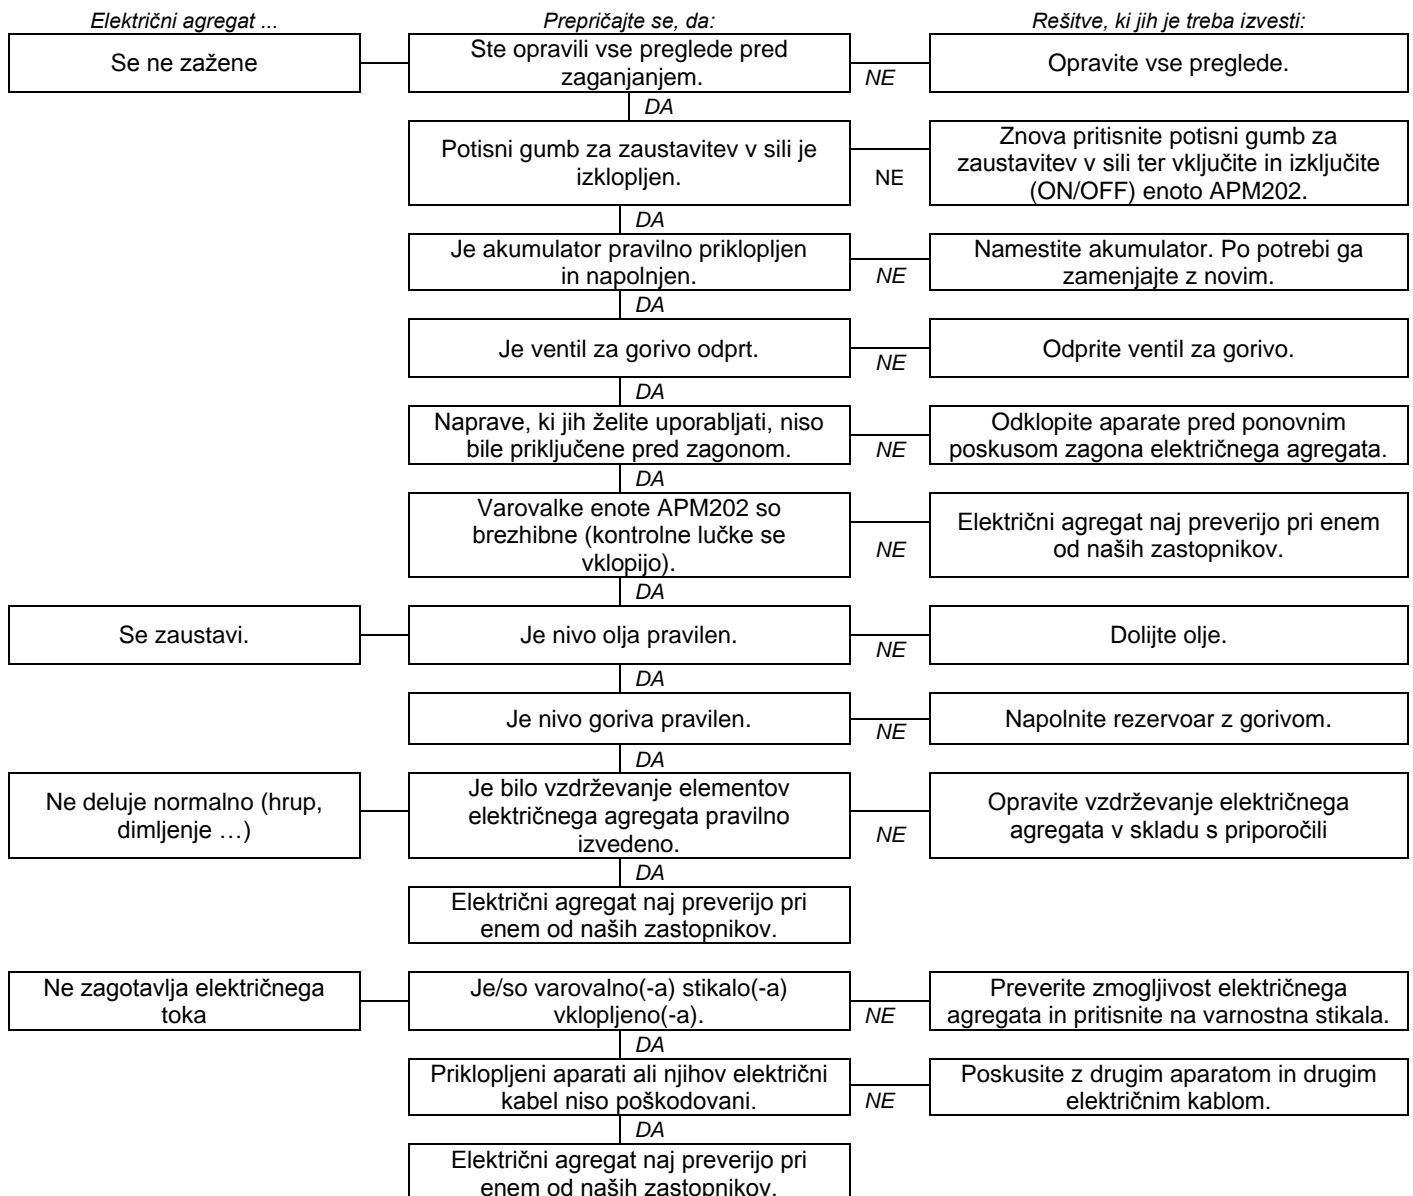 Električni agregat ...
Prepričajte se, da:
Rešitve, ki jih je treba izvesti:
Se ne zažene
Ste opravili vse preglede pred
zaganjanjem.
NE
Opravite vse preglede.
DA
Potisni gumb za zaustavitev v sili je
izklopljen.
NE
Znova pritisnite potisni gumb za
zaustavitev v sili ter vključite in izključite
(ON/OFF) enoto APM202.
DA
Je akumulator pravilno priklopljen
in napolnjen.
NE
Namestite akumulator. Po potrebi ga
zamenjajte z novim.
DA
Je ventil za gorivo odprt.
NE
Odprite ventil za gorivo.
DA
Naprave, ki jih želite uporabljati, niso
bile priključene pred zagonom.
NE
Odklopite aparate pred ponovnim
poskusom zagona električnega agregata.
DA
Varovalke enote APM202 so
brezhibne (kontrolne lučke se
vklopijo).
NE
Električni agregat naj preverijo pri enem
od naših zastopnikov.
DA
Se zaustavi.
Je nivo olja pravilen.
NE
Dolijte olje.
DA
Je nivo goriva pravilen.
NE
Napolnite rezervoar z gorivom.
DA
Ne deluje normalno (hrup,
dimljenje …)
Je bilo vzdrževanje elementov
električnega agregata pravilno
izvedeno.
NE
Opravite vzdrževanje električnega
agregata v skladu s priporočili
DA
Električni agregat naj preverijo pri
enem od naših zastopnikov.
Ne zagotavlja električnega
toka
Je/so varovalno(-a) stikalo(-a)
vklopljeno(-a).
NE
Preverite zmogljivost električnega
agregata in pritisnite na varnostna stikala.
DA
Priklopljeni aparati ali njihov električni
kabel niso poškodovani.
NE
Poskusite z drugim aparatom in drugim
električnim kablom.
DA
Električni agregat naj preverijo pri
enem od naših zastopnikov.